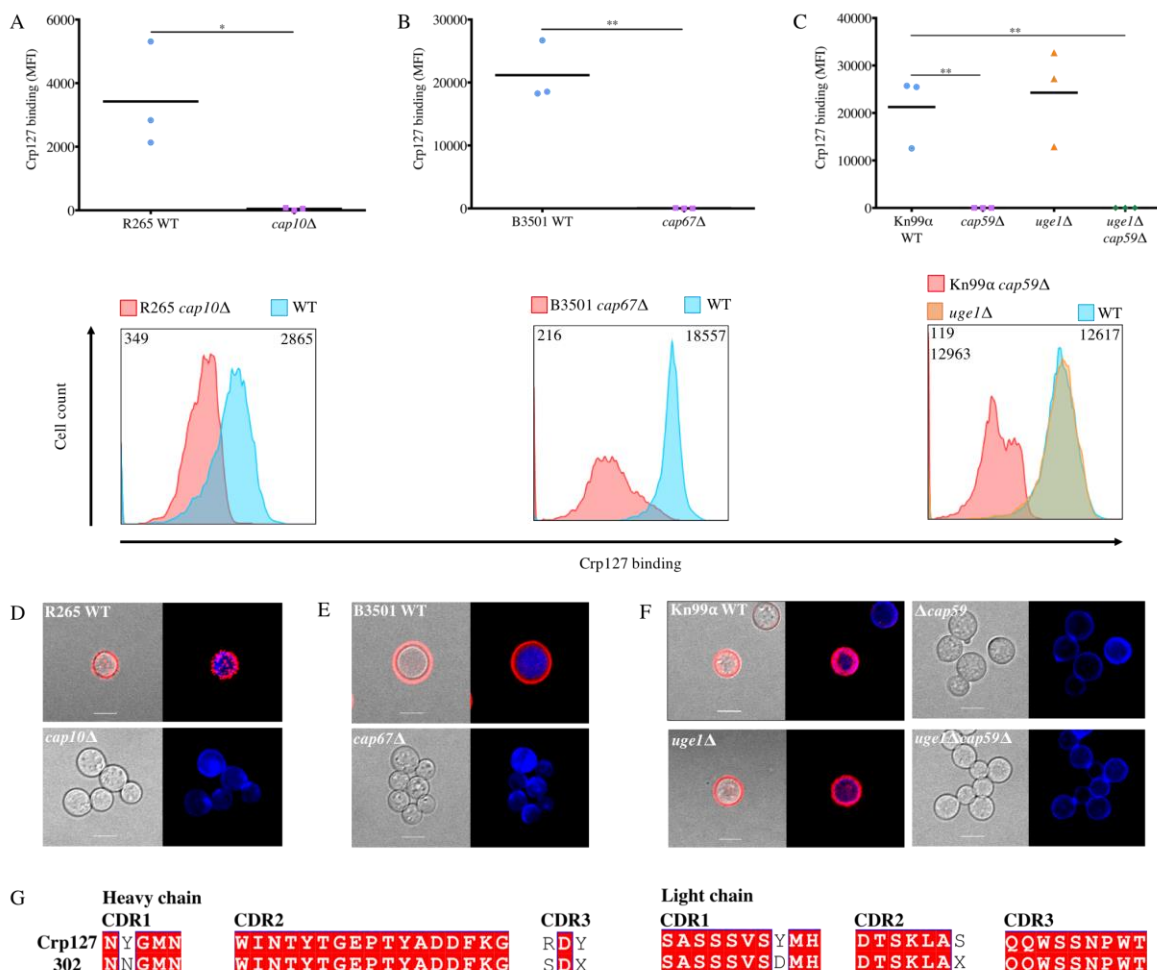 A
Crp127 binding (MFI)
6000
4000
2000
0
*
R265 WT
cap10Δ
B
Crp127 binding (MFI)
30000
20000
10000
0
**
B3501 WT
cap67Δ
C
Crp127 binding (MFI)
40000
30000
20000
10000
0
**
**
Kn99α WT
cap59Δ
uge1Δ
uge1Δ cap59Δ
R265 cap10Δ WT
349 2865
B3501 cap67Δ WT
216 18557
Kn99α cap59Δ
uge1Δ WT
119 12617
12963
Cell count
Crp127 binding
D
R265 WT
cap10Δ
E
B3501 WT
cap67Δ
F
Kn99α WT
Δcap59
uge1Δ
uge1Δcap59Δ
G
Heavy chain Light chain
CDR1 CDR2 CDR3 CDR1 CDR2 CDR3
Crp127 NYGMN WINTYTGEPTYADDFKG RDY SASSSVSYMH DTSKLAS QQWSSNPWT
302 NNGMN WINTYTGEPTYADDFKG SDX SASSSVSDMH DTSKLAX QQWSSNPWT